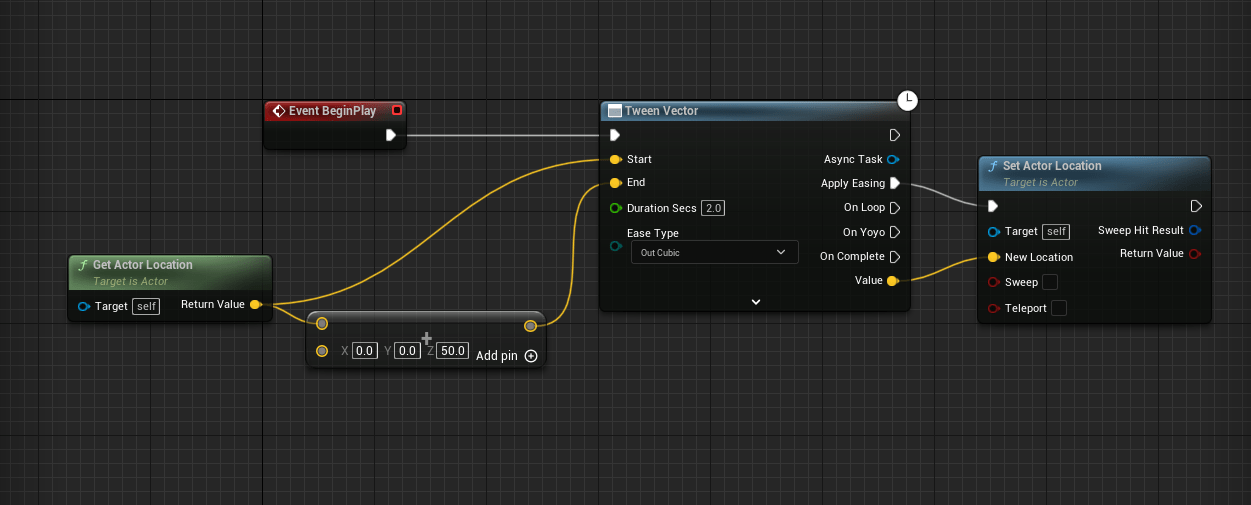 Event BeginPlay
Tween Vector
Start
End
Duration Secs 2.0
Ease Type
Out Cubic
Async Task
Apply Easing
On Loop
On Yoyo
On Complete
Value
f Set Actor Location
Target is Actor
Target self
New Location
Sweep
Teleport
Sweep Hit Result
Return Value
f Get Actor Location
Target is Actor
Target self
Return Value
+
X 0.0 Y 0.0 Z 50.0
Add pin